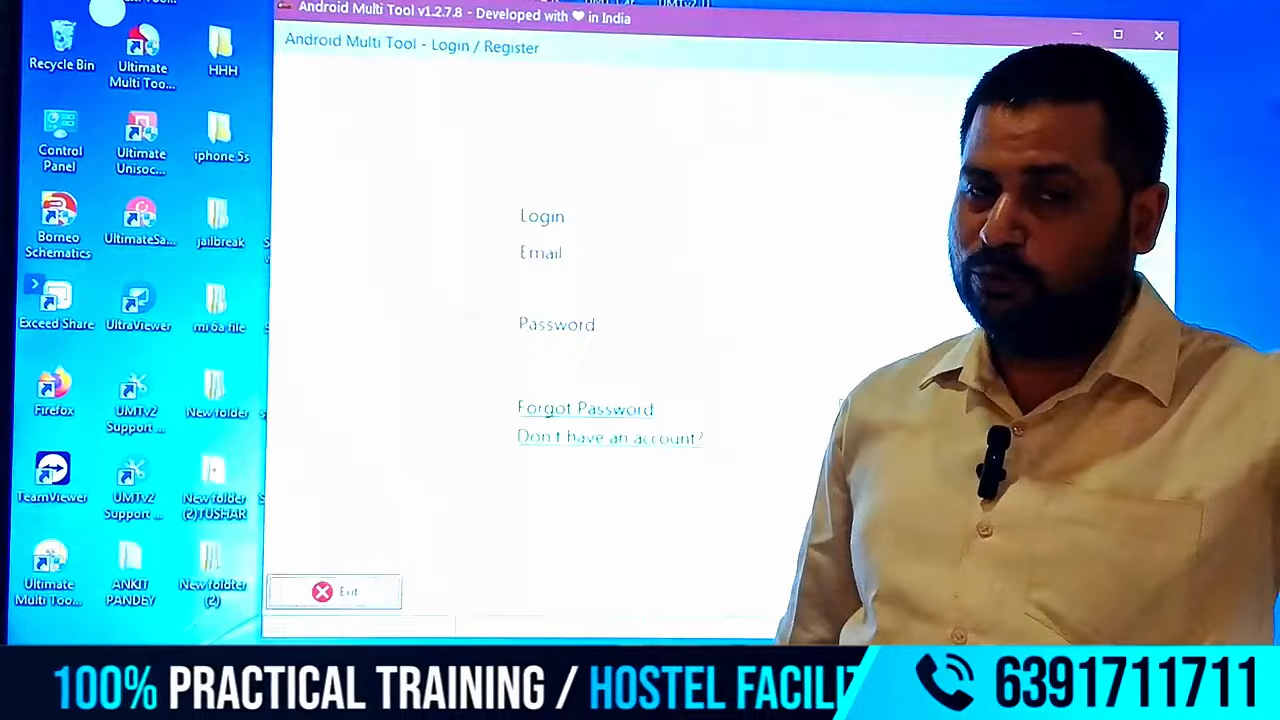 Android Multi Tool v1.2.7.8 - Developed with ❤ in India
Android Multi Tool - Login / Register
Login
Email
Password
Forgot Password
Don't have an account?
Exit
Recycle Bin
Ultimate
Multi Too...
HHH
Control
Panel
Ultimate
Unisoc...
iphone 5s
Borneo
Schematics
UltimateSa...
jailbreak
Exceed Share
UltraViewer
mi 6a file
Firefox
UMTv2
Support ...
New folder
TeamViewer
UMTv2
Support ...
New folder
(2)TUSHAR
Ultimate
Multi Too...
ANKIT
PANDEY
New foldter
(2)
100% PRACTICAL TRAINING / HOSTEL FACILI
6391711711